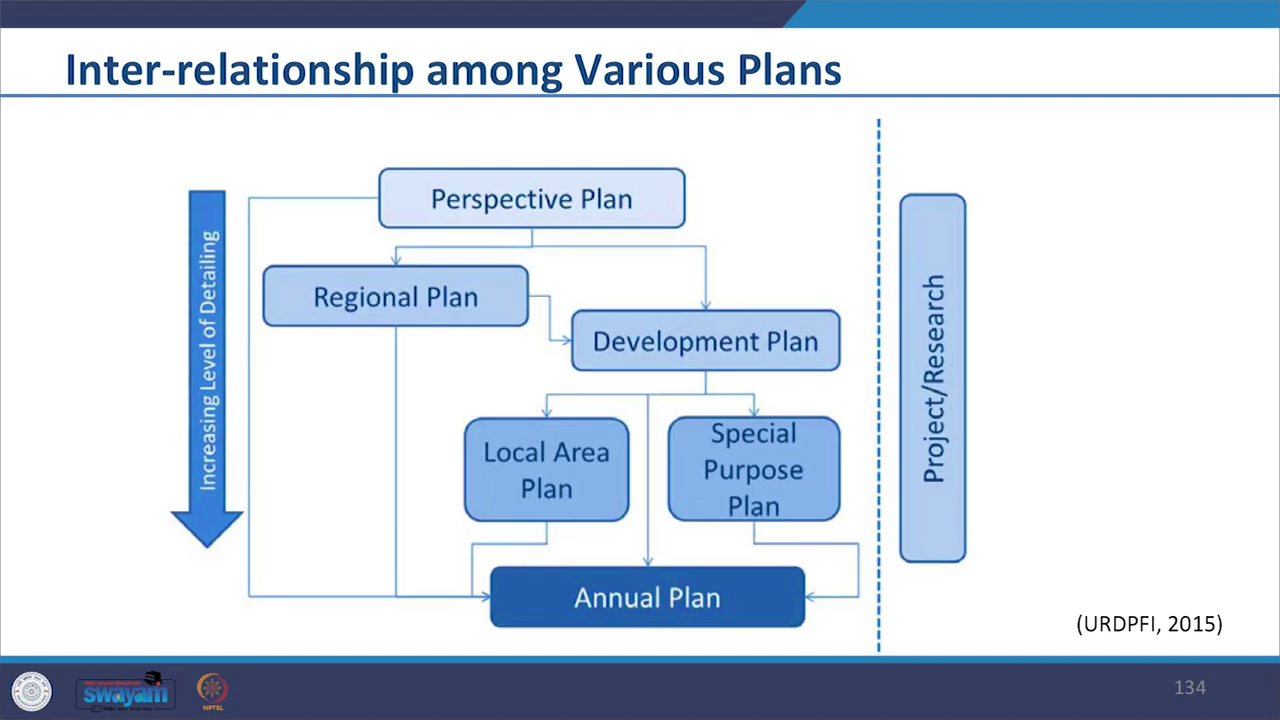 Inter-relationship among Various Plans
Increasing Level of Detailing
Perspective Plan
Regional Plan
Development Plan
Local Area
Plan
Special
Purpose
Plan
Annual Plan
Project/Research
(URDPFI, 2015)
swayam
NPTEL
134